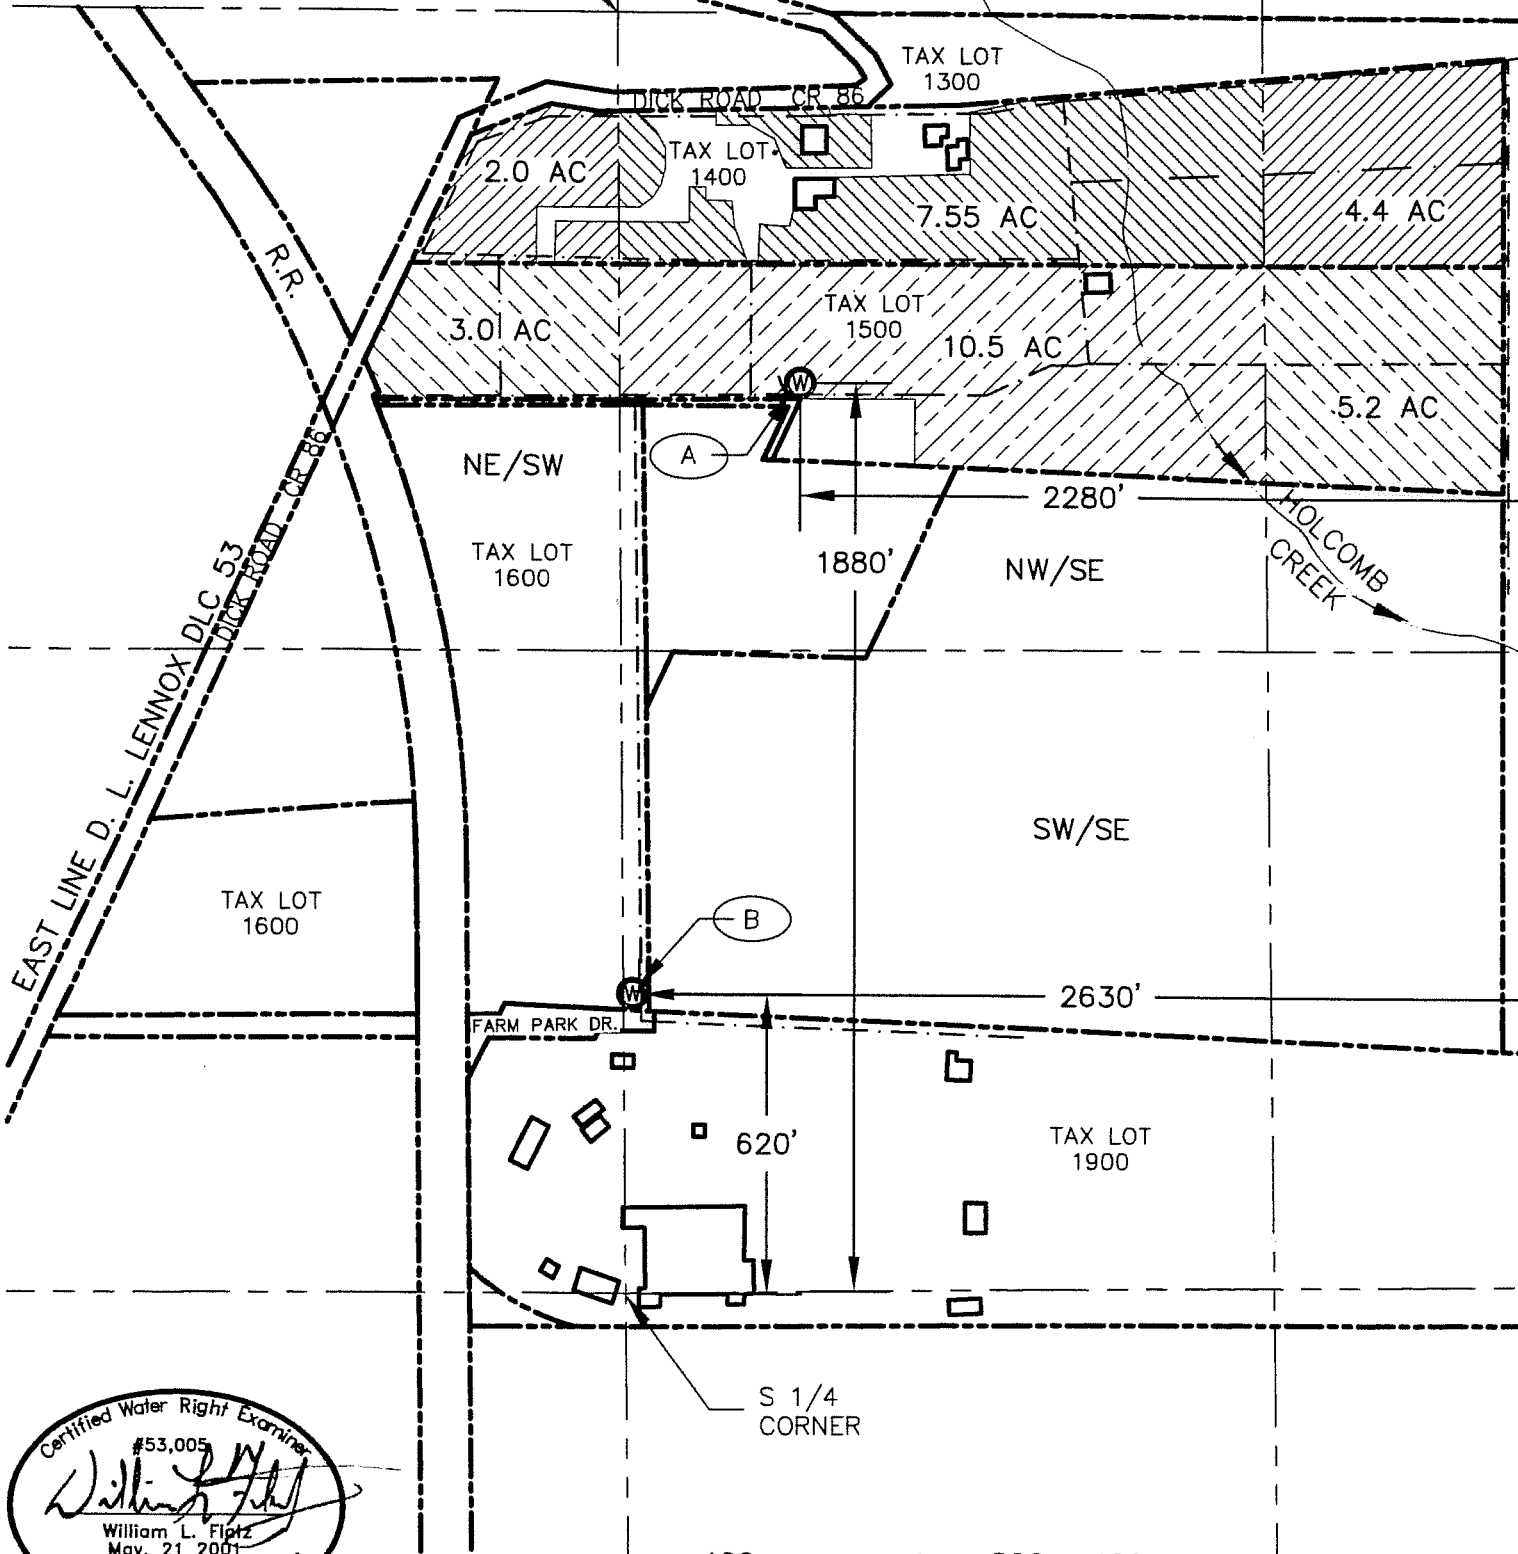 TAX LOT
1300
DICK ROAD CR 86
TAX LOT
1400
2.0 AC
7.55 AC
4.4 AC
R.R.
TAX LOT
1500
3.0 AC
10.5 AC
W
5.2 AC
A
NE/SW
2280'
HOLCOMB
CREEK
TAX LOT
1600
1880'
NW/SE
DICK ROAD CR 86
EAST LINE D. L. LENNOX DLC 53
SW/SE
TAX LOT
1600
B
W
2630'
FARM PARK DR.
620'
TAX LOT
1900
S 1/4
CORNER
Certified Water Right Examiner
#53,005
William L.
May. 21 2001